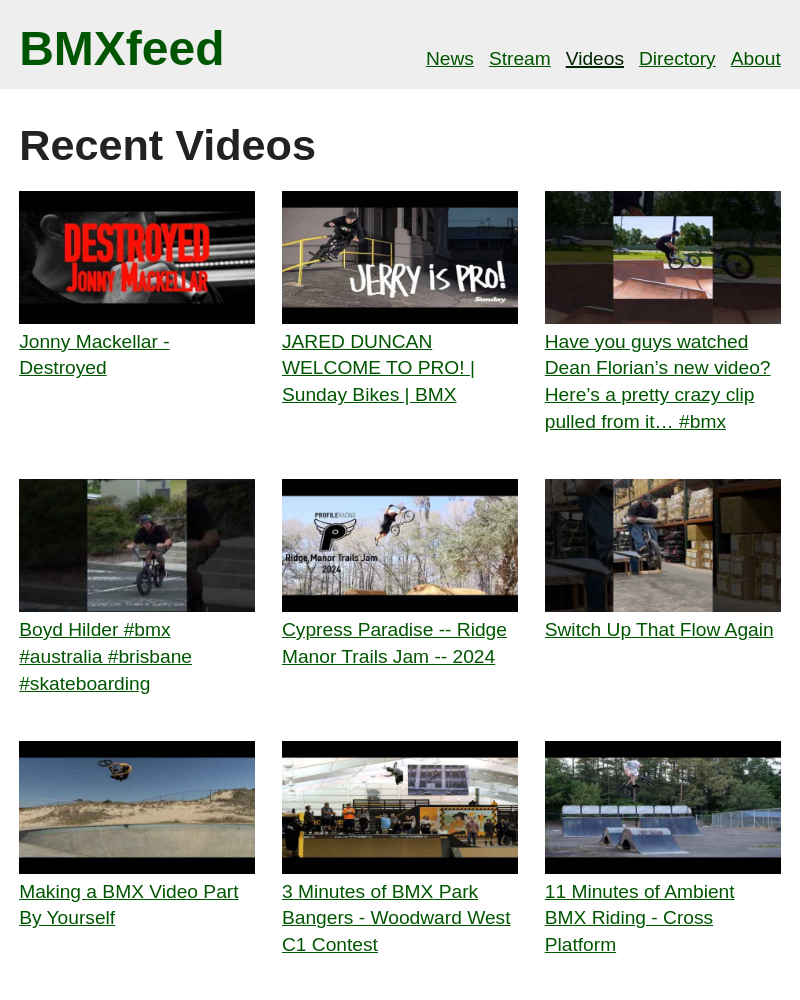 BMXfeed
News Stream Videos Directory About
Recent Videos
DESTROYED
JONNY MACKELLAR
JERRY is PRO!
Sunday
Jonny Mackellar -
Destroyed
JARED DUNCAN
WELCOME TO PRO! |
Sunday Bikes | BMX
Have you guys watched
Dean Florian’s new video?
Here’s a pretty crazy clip
pulled from it… #bmx
PROFILERACING
Ridge Manor Trails Jam
2024
Boyd Hilder #bmx
#australia #brisbane
#skateboarding
Cypress Paradise -- Ridge
Manor Trails Jam -- 2024
Switch Up That Flow Again
Making a BMX Video Part
By Yourself
3 Minutes of BMX Park
Bangers - Woodward West
C1 Contest
11 Minutes of Ambient
BMX Riding - Cross
Platform